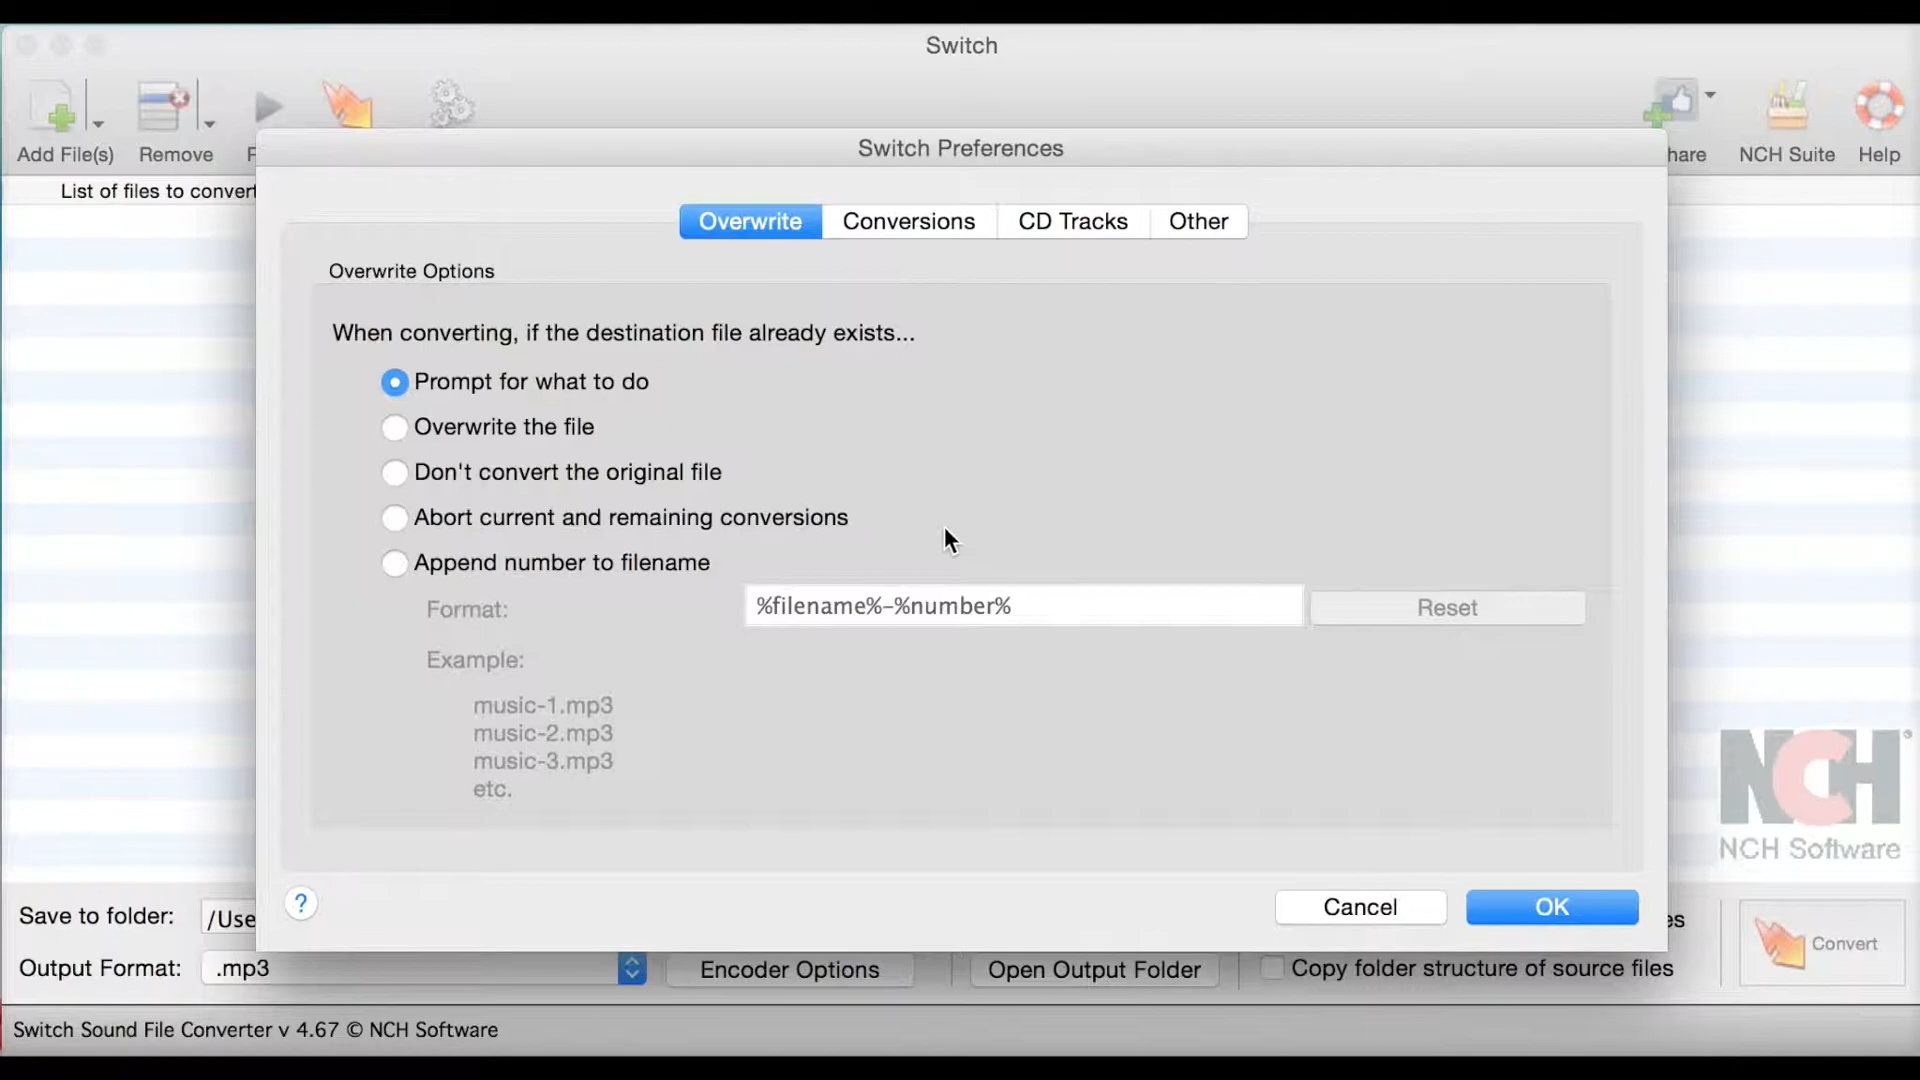 Switch
Add File(s)
Remove
hare
NCH Suite
Help
Switch Preferences
List of files to convert
Overwrite
Conversions
CD Tracks
Other
Overwrite Options
When converting, if the destination file already exists...
Prompt for what to do
Overwrite the file
Don't convert the original file
Abort current and remaining conversions
Append number to filename
Format:
%filename%-%number%
Reset
Example:
music-1.mp3
music-2.mp3
music-3.mp3
etc.
NCH
NCH Software
?
Cancel
OK
Save to folder:
/Use
es
Convert
Output Format:
.mp3
Encoder Options
Open Output Folder
Copy folder structure of source files
Switch Sound File Converter v 4.67 © NCH Software